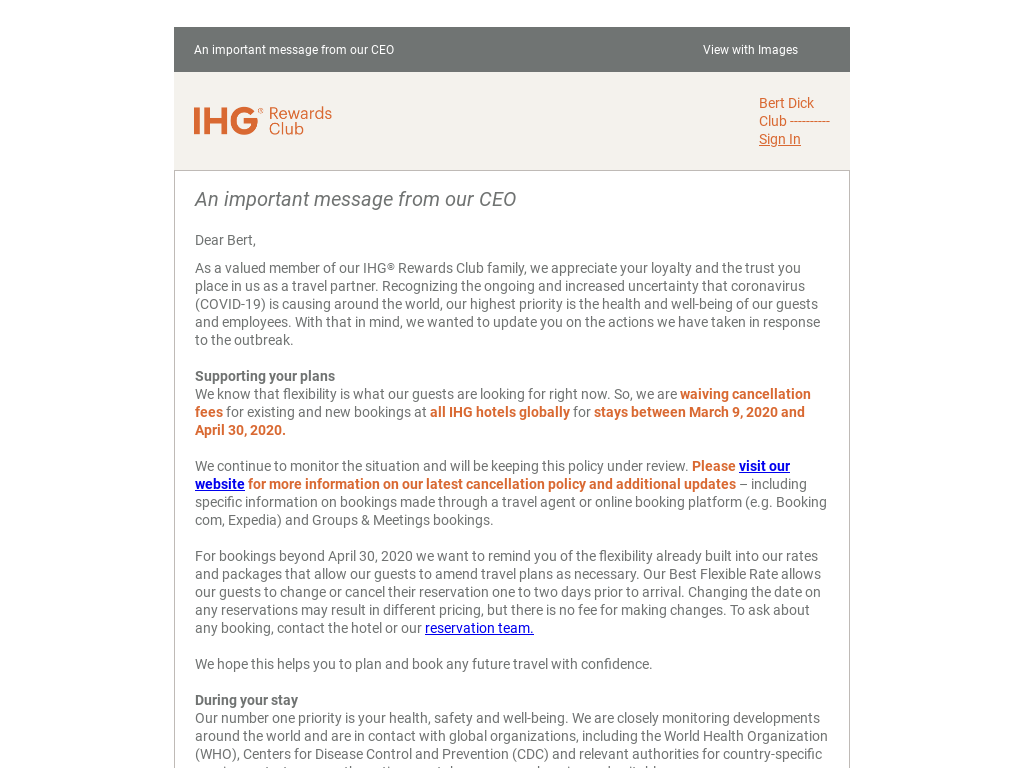 An important message from our CEO
View with Images
IHG® Rewards
Club
Bert Dick
Club ----------
Sign In
An important message from our CEO
Dear Bert,
As a valued member of our IHG® Rewards Club family, we appreciate your loyalty and the trust you
place in us as a travel partner. Recognizing the ongoing and increased uncertainty that coronavirus
(COVID-19) is causing around the world, our highest priority is the health and well-being of our guests
and employees. With that in mind, we wanted to update you on the actions we have taken in response
to the outbreak.
Supporting your plans
We know that flexibility is what our guests are looking for right now. So, we are waiving cancellation
fees for existing and new bookings at all IHG hotels globally for stays between March 9, 2020 and
April 30, 2020.
We continue to monitor the situation and will be keeping this policy under review. Please visit our
website for more information on our latest cancellation policy and additional updates – including
specific information on bookings made through a travel agent or online booking platform (e.g. Booking
com, Expedia) and Groups & Meetings bookings.
For bookings beyond April 30, 2020 we want to remind you of the flexibility already built into our rates
and packages that allow our guests to amend travel plans as necessary. Our Best Flexible Rate allows
our guests to change or cancel their reservation one to two days prior to arrival. Changing the date on
any reservations may result in different pricing, but there is no fee for making changes. To ask about
any booking, contact the hotel or our reservation team.
We hope this helps you to plan and book any future travel with confidence.
During your stay
Our number one priority is your health, safety and well-being. We are closely monitoring developments
around the world and are in contact with global organizations, including the World Health Organization
(WHO), Centers for Disease Control and Prevention (CDC) and relevant authorities for country-specific